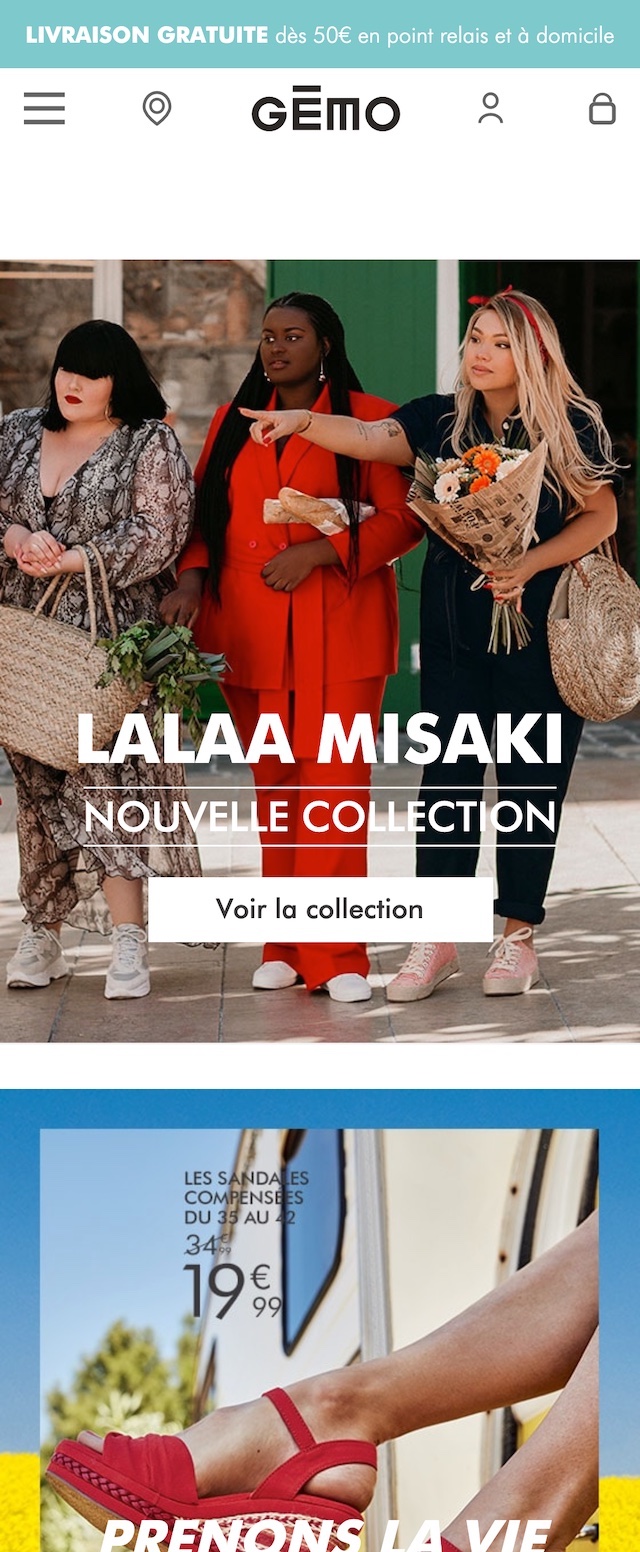 LIVRAISON GRATUITE dès 50€ en point relais et à domicile
GĒMO
LALAA MISAKI
NOUVELLE COLLECTION
Voir la collection
LES SANDALES
COMPENSÉES
DU 35 AU 42
34€99
19€99
PRENONS LA VIE